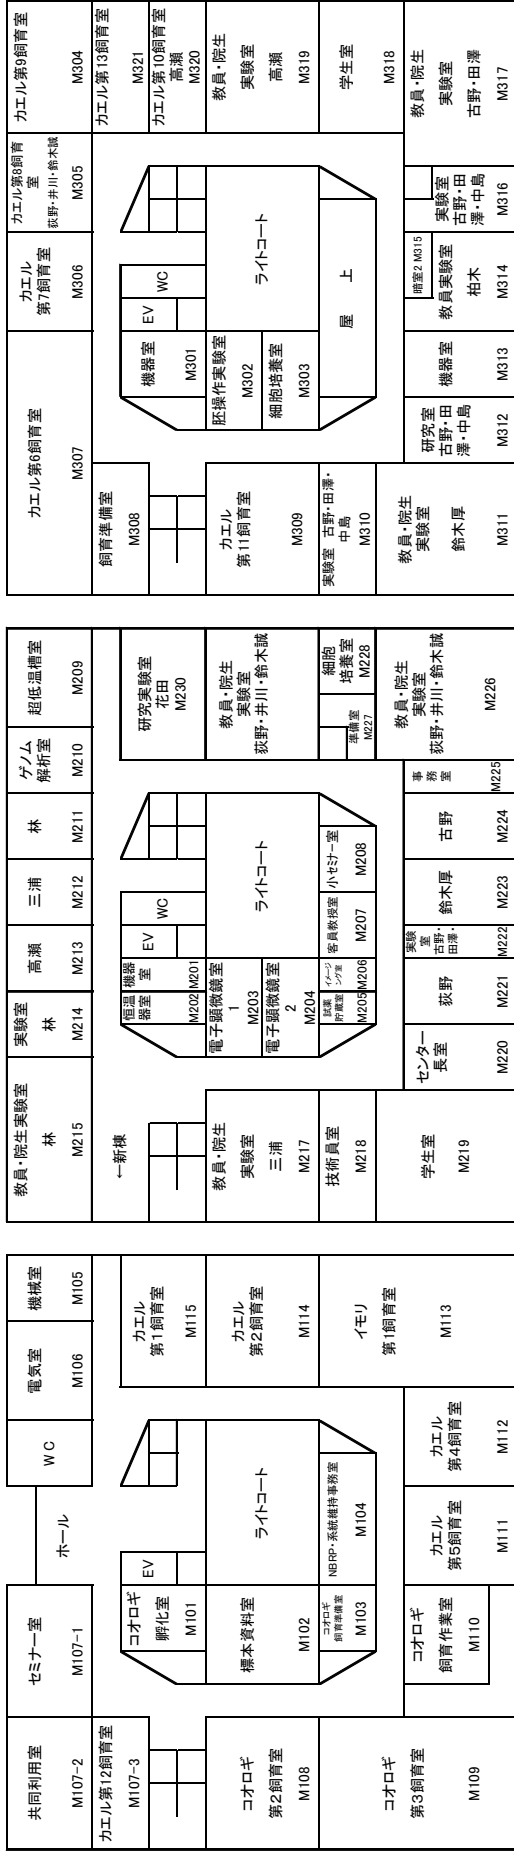 カエル第9飼育室
M304
カエル第13飼育室
M321
カエル第10飼育室
高瀬
M320
教員・院生
実験室
高瀬
M319
学生室
M318
教員・院生
実験室
古野・田澤
M317
カエル第8飼育
室
荻野・井川・鈴木誠
M305
実験室
古野・田
澤・中島
M316
カエル
第7飼育室
M306
WC
EV
ライトコート
屋 上
暗室2 M315
教員実験室
柏木
M314
機器室
M301
胚操作実験室
M302
細胞培養室
M303
機器室
M313
カエル第6飼育室
M307
研究室
古野・田
澤・中島
M312
飼育準備室
M308
カエル
第11飼育室
M309
実験室 古野・田澤・
中島
M310
教員・院生
実験室
鈴木厚
M311
超低温槽室
M209
研究実験室
花田
M230
教員・院生
実験室
荻野・井川・鈴木誠
細胞
培養室
M228
準備室
M227
教員・院生
実験室
荻野・井川・鈴木誠
M226
ゲノム
解析室
M210
事務
室
M225
林
M211
ライトコート
小セミナー室
M208
古野
M224
三浦
M212
WC
EV
客員教授室
M207
鈴木厚
M223
高瀬
M213
機器
室
M201
イメージ
ング室
M206
実験
室
古野・
田澤・
M222
実験室
林
M214
恒温
器室
M202
電子顕微鏡室
1
M203
電子顕微鏡室
2
M204
試薬
貯蔵室
M205
荻野
M221
センター
長室
M220
教員・院生実験室
林
M215
←新棟
教員・院生
実験室
三浦
M217
技術員室
M218
学生室
M219
機械室
M105
カエル
第1飼育室
M115
カエル
第2飼育室
M114
イモリ
第1飼育室
M113
電気室
M106
WC
ホール
EV
ライトコート
NBRP・系統維持事務室
M104
カエル
第4飼育室
M112
カエル
第5飼育室
M111
セミナー室
M107-1
コオロギ
孵化室
M101
標本資料室
M102
コオロギ
飼育準備室
M103
コオロギ
飼育作業室
M110
共同利用室
M107-2
カエル第12飼育室
M107-3
コオロギ
第2飼育室
M108
コオロギ
第3飼育室
M109